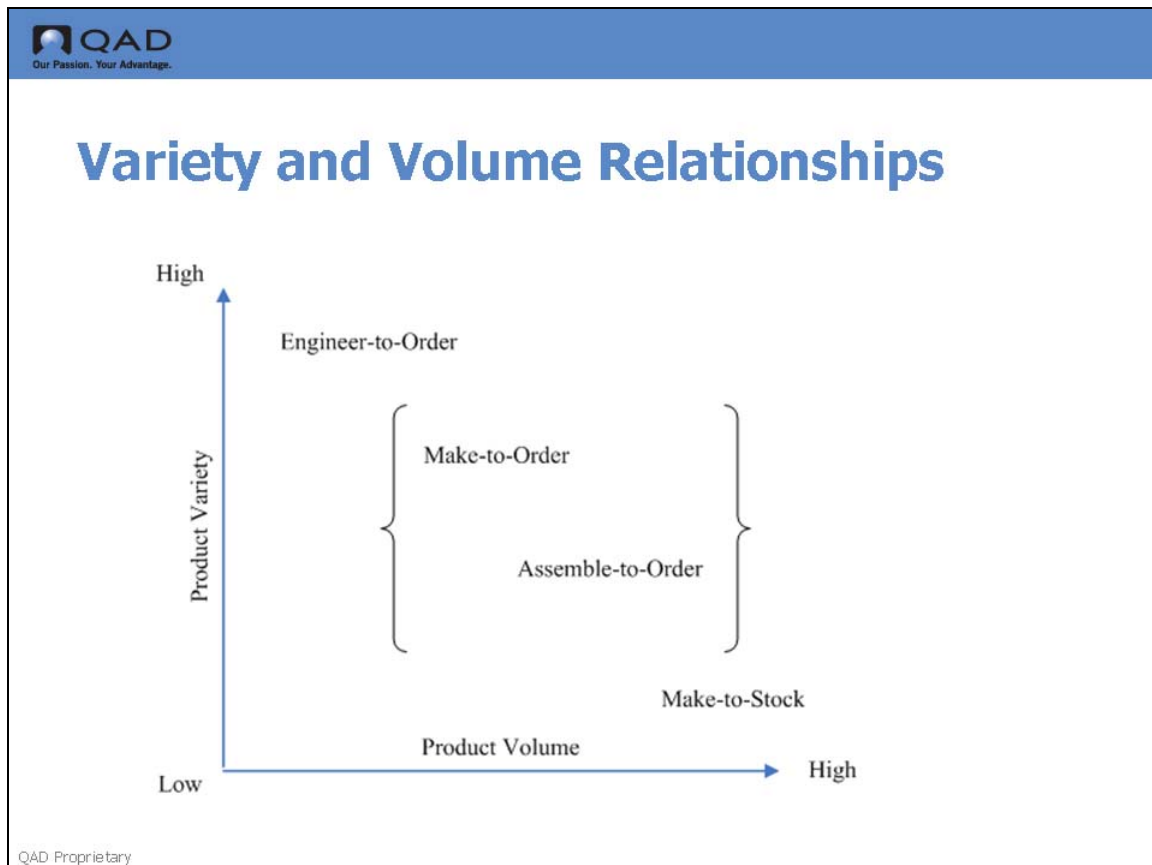 QAD
Our Passion. Your Advantage.
Variety and Volume Relationships
High
Engineer-to-Order
Make-to-Order
Product Variety
Assemble-to-Order
Make-to-Stock
Product Volume
High
Low
QAD Proprietary